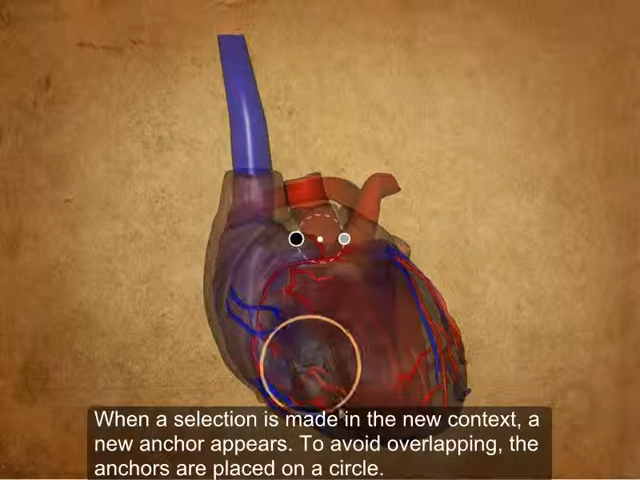 When a selection is made in the new context, a
new anchor appears. To avoid overlapping, the
anchors are placed on a circle.